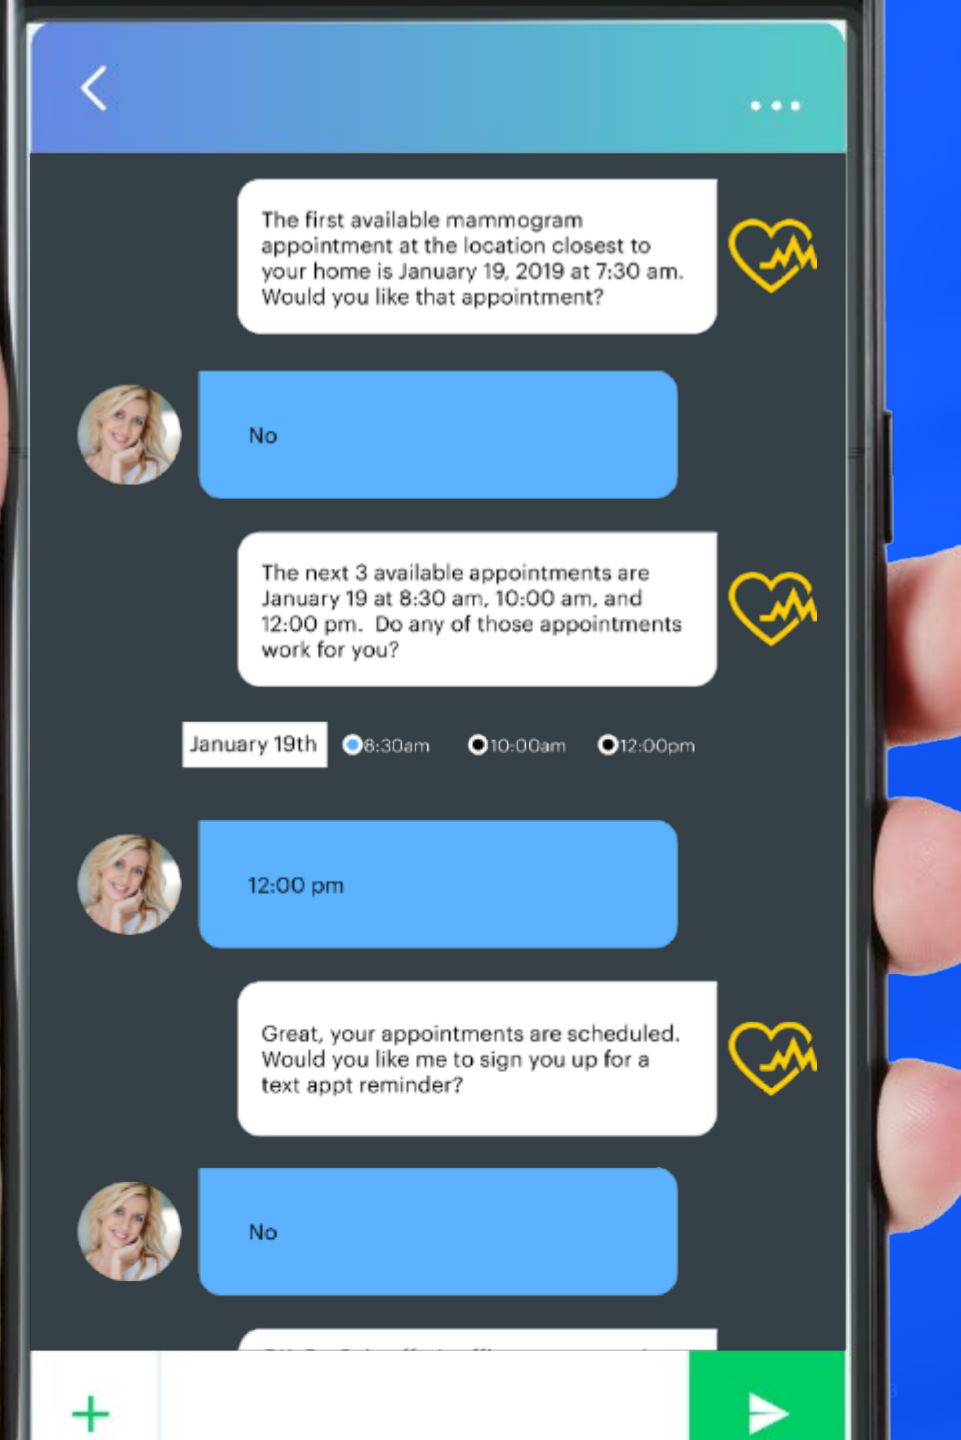 The first available mammogram
appointment at the location closest to
your home is January 19, 2019 at 7:30 am.
Would you like that appointment?
No
The next 3 available appointments are
January 19 at 8:30 am, 10:00 am, and
12:00 pm.  Do any of those appointments
work for you?
January 19th 8:30am 10:00am 12:00pm
12:00 pm
Great, your appointments are scheduled.
Would you like me to sign you up for a
text appt reminder?
No